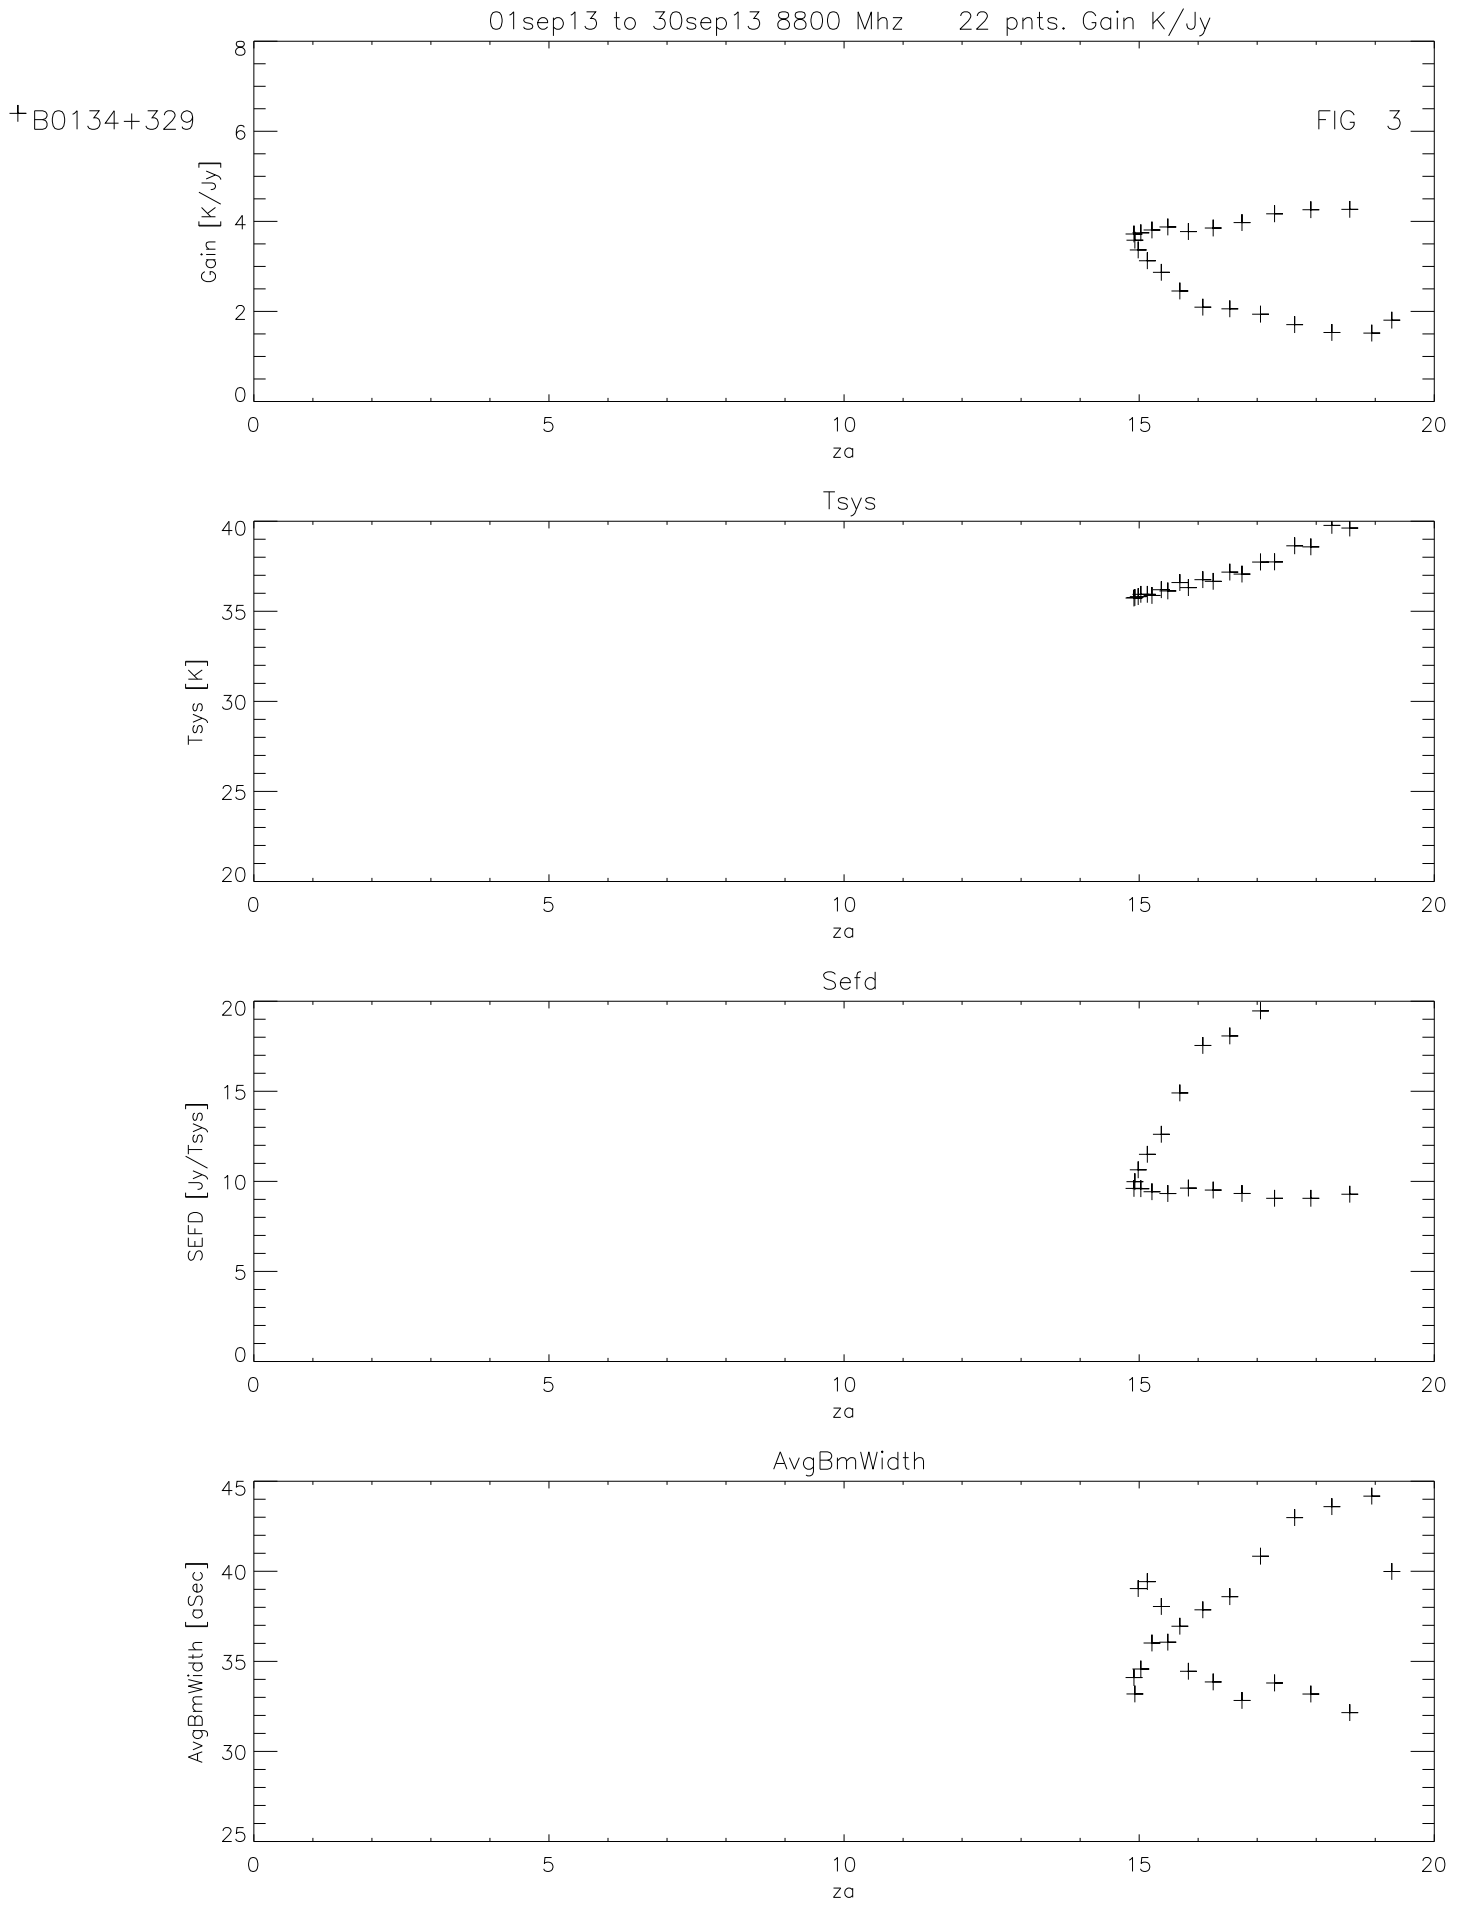 01sep13 to 30sep13 8800 Mhz 22 pnts. Gain K/Jy
+B0134+329
FIG 3
Gain [K/Jy]
8
6
4
2
0
0 5 10 15 20
za
Tsys
Tsys [K]
40
35
30
25
20
0 5 10 15 20
za
Sefd
SEFD [Jy/Tsys]
20
15
10
5
0
0 5 10 15 20
za
AvgBmWidth
AvgBmWidth [aSec]
45
40
35
30
25
0 5 10 15 20
za